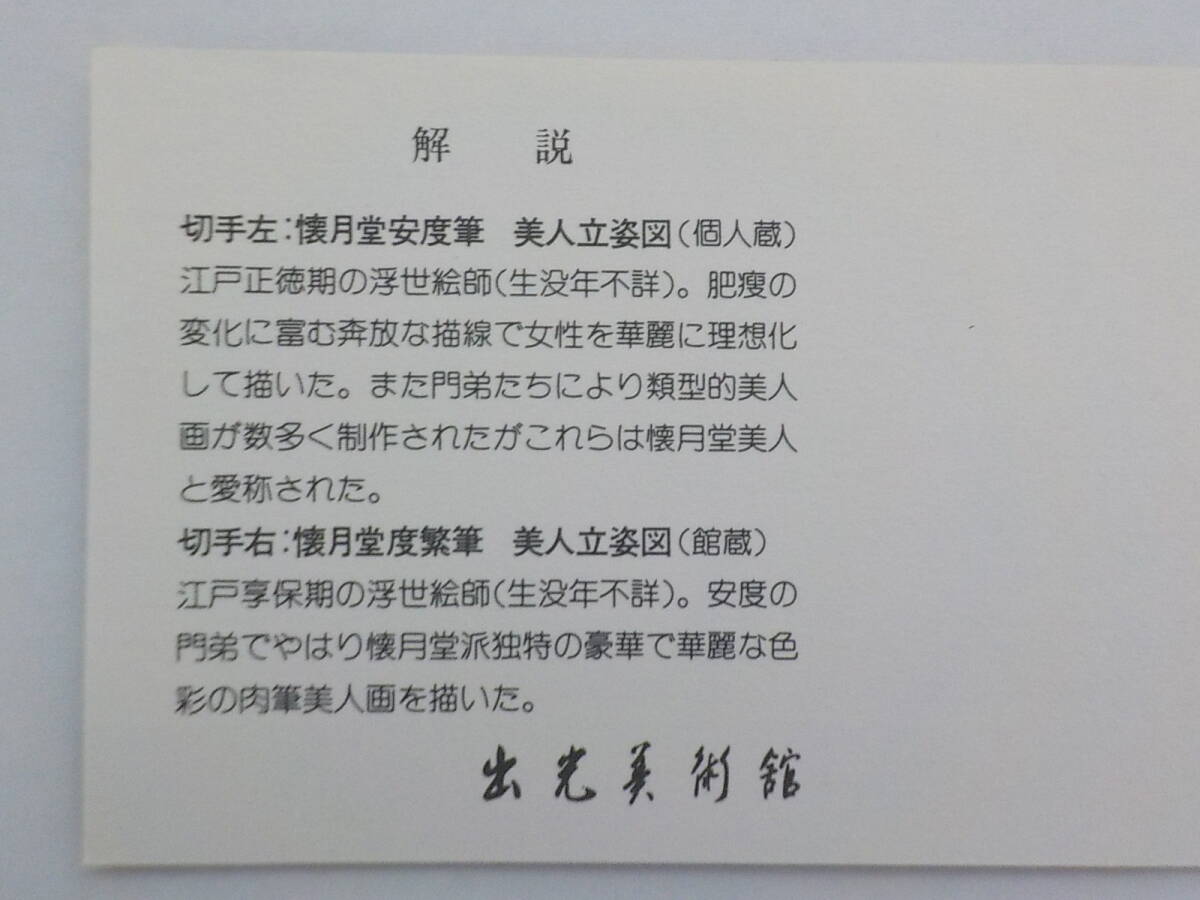 解　説
切手左：懐月堂安度筆　美人立姿図（個人蔵）
江戸正徳期の浮世絵師（生没年不詳）。肥痩の
変化に富む奔放な描線で女性を華麗に理想化
して描いた。また門弟たちにより類型的美人
画が数多く制作されたがこれらは懐月堂美人
と愛称された。
切手右：懐月堂度繁筆　美人立姿図（館蔵）
江戸享保期の浮世絵師（生没年不詳）。安度の
門弟でやはり懐月堂派独特の豪華で華麗な色
彩の肉筆美人画を描いた。
出光美術館